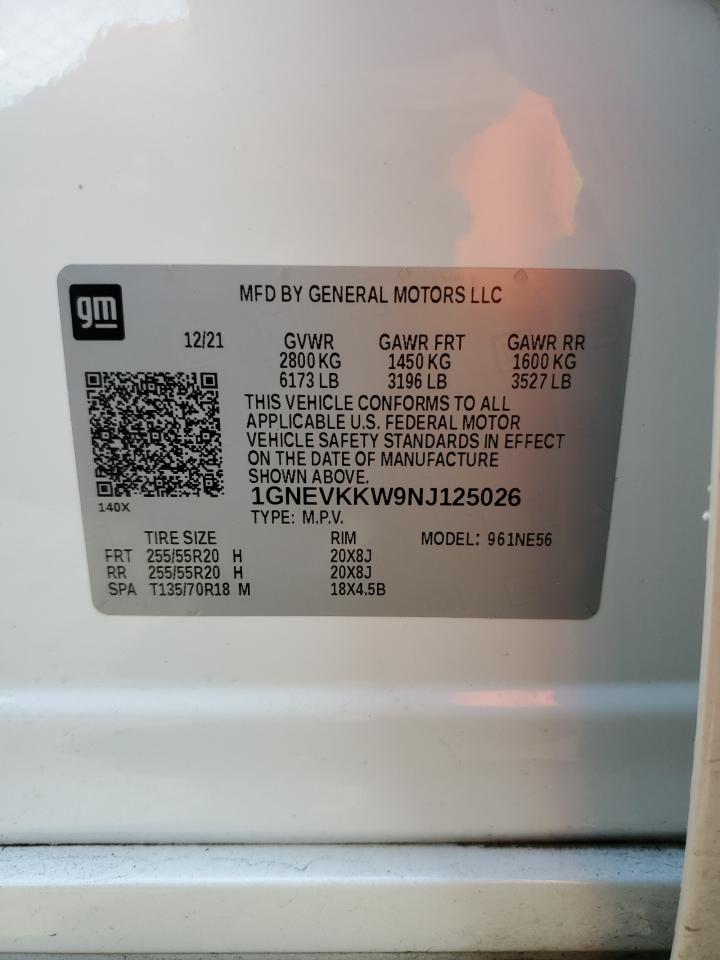 gm
MFD BY GENERAL MOTORS LLC
12/21 GVWR GAWR FRT GAWR RR
2800 KG 1450 KG 1600 KG
6173 LB 3196 LB 3527 LB
THIS VEHICLE CONFORMS TO ALL
APPLICABLE U.S. FEDERAL MOTOR
VEHICLE SAFETY STANDARDS IN EFFECT
ON THE DATE OF MANUFACTURE
SHOWN ABOVE.
1GNEVKKW9NJ125026
140X
TYPE: M.P.V.
TIRE SIZE RIM MODEL: 961NE56
FRT 255/55R20 H 20X8J
RR 255/55R20 H 20X8J
SPA T135/70R18 M 18X4.5B